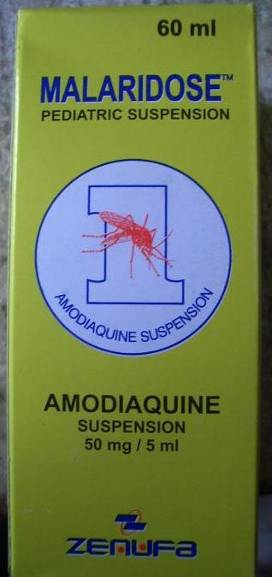 60 ml
MALARIDOSE™
PEDIATRIC SUSPENSION
1
AMODIAQUINE SUSPENSION
AMODIAQUINE
SUSPENSION
50 mg / 5 ml
ZENUFA